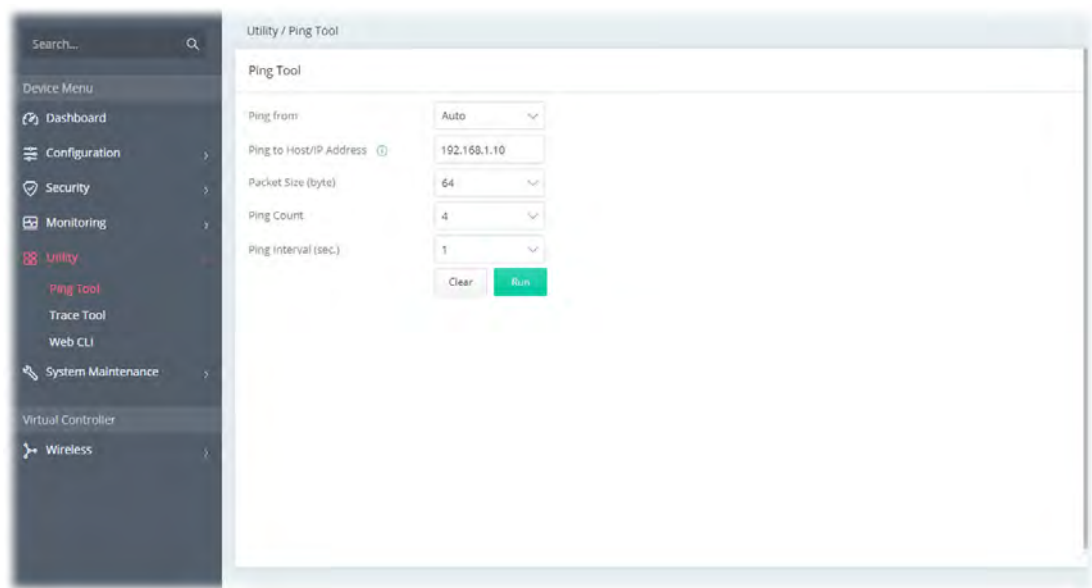 Search...
Device Menu
Dashboard
Configuration
Security
Monitoring
Utility
Ping Tool
Trace Tool
Web CLI
System Maintenance
Virtual Controller
Wireless
Utility / Ping Tool
Ping Tool
Ping from Auto
Ping to Host/IP Address 192.168.1.10
Packet Size (byte) 64
Ping Count 4
Ping Interval (sec.) 1
Clear Run